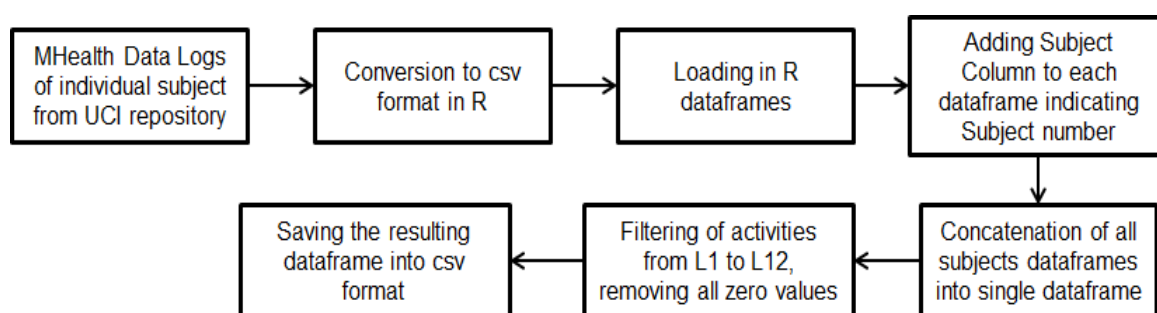 MHealth Data Logs
of individual subject
from UCI repository
Conversion to csv
format in R
Loading in R
dataframes
Adding Subject
Column to each
dataframe indicating
Subject number
Concatenation of all
subjects dataframes
into single dataframe
Filtering of activities
from L1 to L12,
removing all zero values
Saving the resulting
dataframe into csv
format